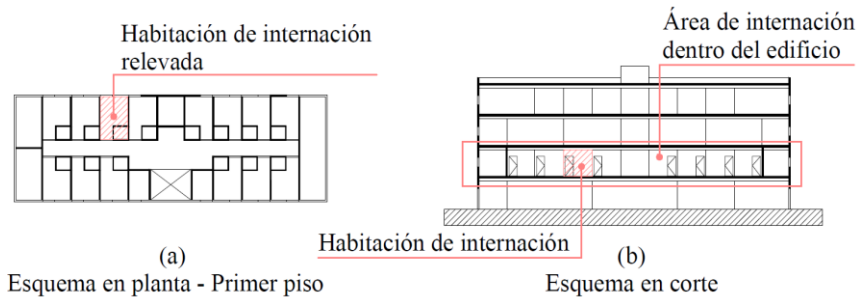 Habitación de internación
relevada
Área de internación
dentro del edificio
Habitación de internación
(a)
Esquema en planta - Primer piso
(b)
Esquema en corte